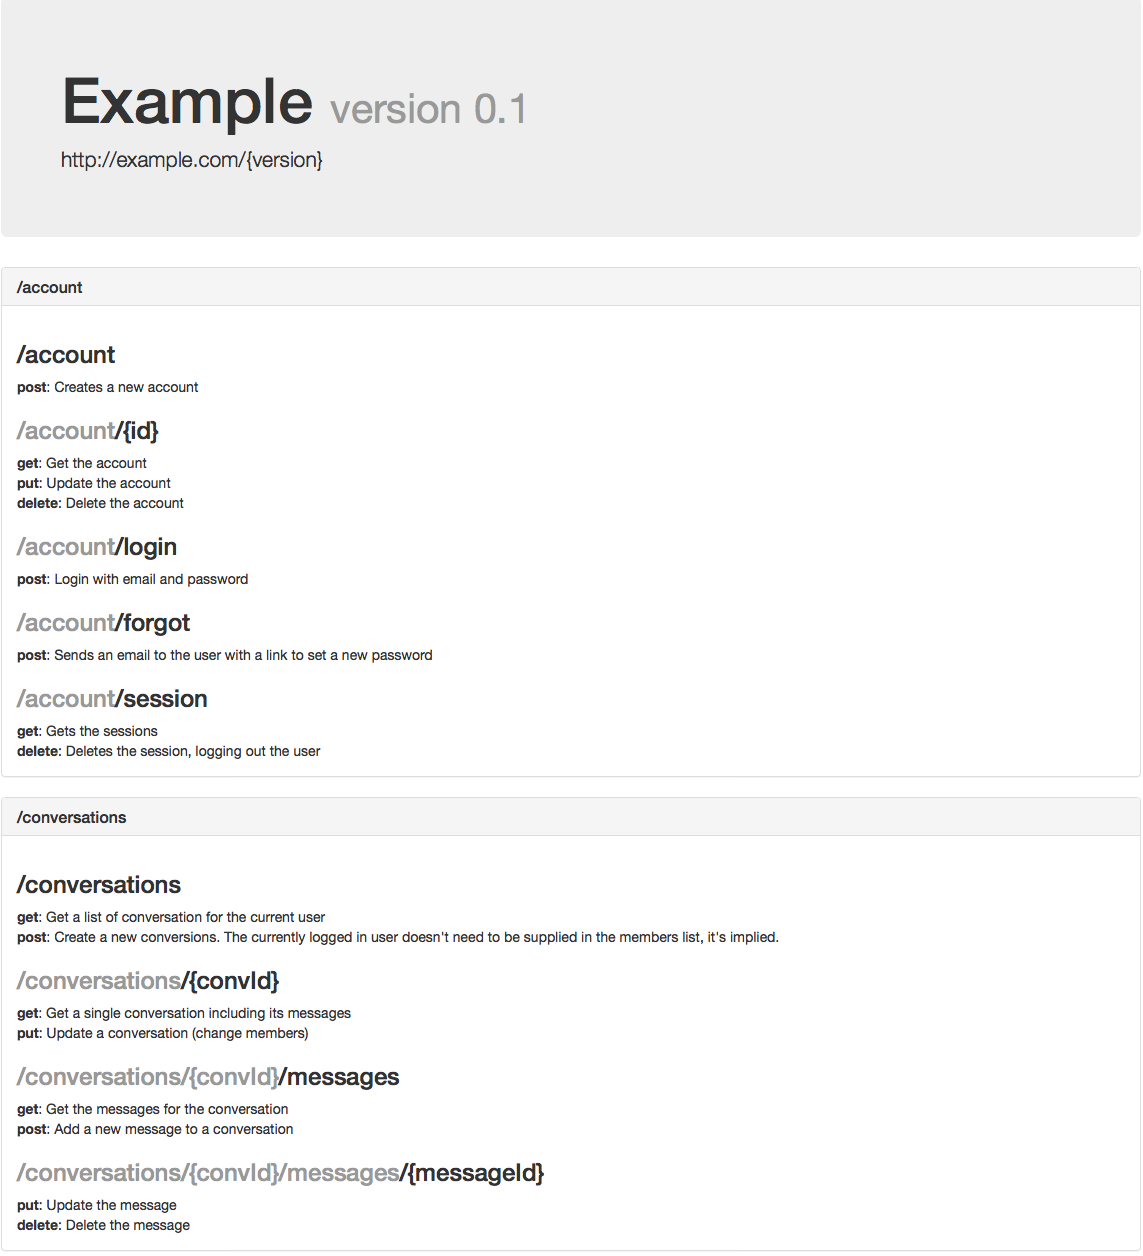 Example version 0.1
http://example.com/{version}
/account
/account
post: Creates a new account
/account/{id}
get: Get the account
put: Update the account
delete: Delete the account
/account/login
post: Login with email and password
/account/forgot
post: Sends an email to the user with a link to set a new password
/account/session
get: Gets the sessions
delete: Deletes the session, logging out the user
/conversations
/conversations
get: Get a list of conversation for the current user
post: Create a new conversions. The currently logged in user doesn't need to be supplied in the members list, it's implied.
/conversations/{convId}
get: Get a single conversation including its messages
put: Update a conversation (change members)
/conversations/{convId}/messages
get: Get the messages for the conversation
post: Add a new message to a conversation
/conversations/{convId}/messages/{messageId}
put: Update the message
delete: Delete the message